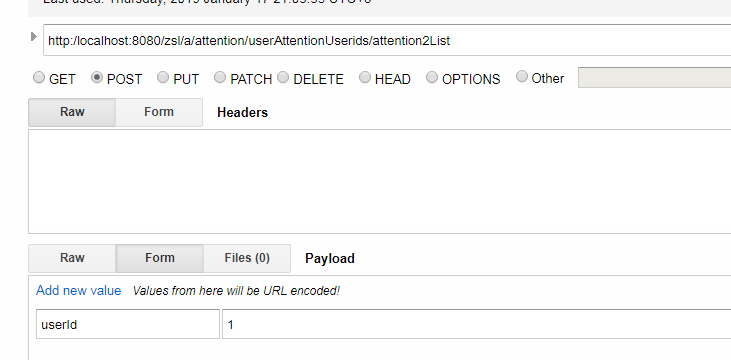 Last used: Thursday, 2019 January 17 21:05:55 UTC+8
http:/localhost:8080/zsl/a/attention/userAttentionUserids/attention2List
GET POST PUT PATCH DELETE HEAD OPTIONS Other
Raw Form Headers
Raw Form Files (0) Payload
Add new value Values from here will be URL encoded!
userId 1